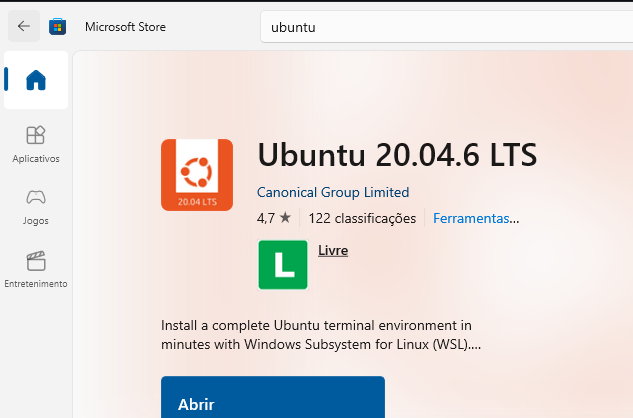 Microsoft Store
ubuntu
Aplicativos
Jogos
Entretenimento
20.04 LTS
Ubuntu 20.04.6 LTS
Canonical Group Limited
4,7 ★ 122 classificações Ferramentas...
L Livre
Install a complete Ubuntu terminal environment in
minutes with Windows Subsystem for Linux (WSL)....
Abrir